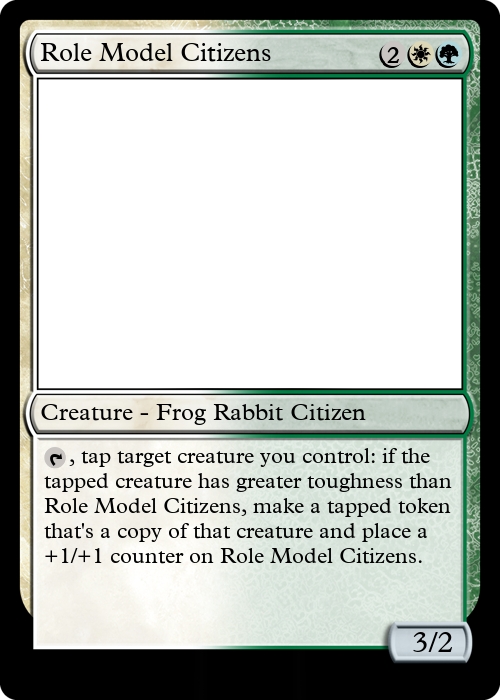 Role Model Citizens 2
Creature - Frog Rabbit Citizen
, tap target creature you control: if the
tapped creature has greater toughness than
Role Model Citizens, make a tapped token
that's a copy of that creature and place a
+1/+1 counter on Role Model Citizens.
3/2